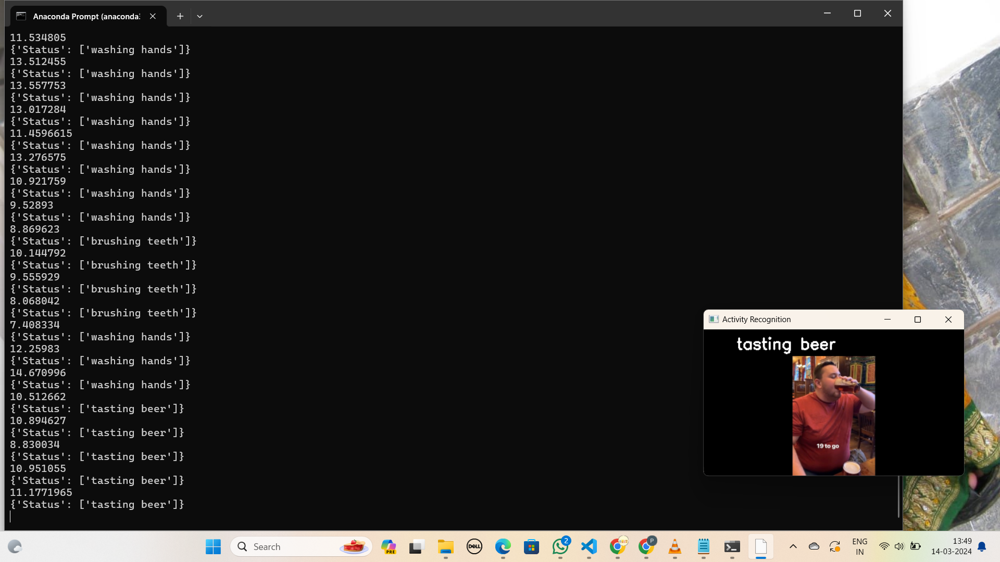 Anaconda Prompt (anaconda3
11.534805
{'Status': ['washing hands']}
13.512455
{'Status': ['washing hands']}
13.557753
{'Status': ['washing hands']}
13.017284
{'Status': ['washing hands']}
11.4596615
{'Status': ['washing hands']}
13.276575
{'Status': ['washing hands']}
10.921759
{'Status': ['washing hands']}
9.52893
{'Status': ['washing hands']}
8.869623
{'Status': ['brushing teeth']}
10.144792
{'Status': ['brushing teeth']}
9.555929
{'Status': ['brushing teeth']}
8.068042
{'Status': ['brushing teeth']}
7.408334
{'Status': ['washing hands']}
12.25983
{'Status': ['washing hands']}
14.670996
{'Status': ['washing hands']}
10.512662
{'Status': ['tasting beer']}
10.894627
{'Status': ['tasting beer']}
8.830034
{'Status': ['tasting beer']}
10.951055
{'Status': ['tasting beer']}
11.1771965
{'Status': ['tasting beer']}
Activity Recognition
tasting beer
19 to go
Search
PRE
DELL
2
P
ENG
IN
13:49
14-03-2024